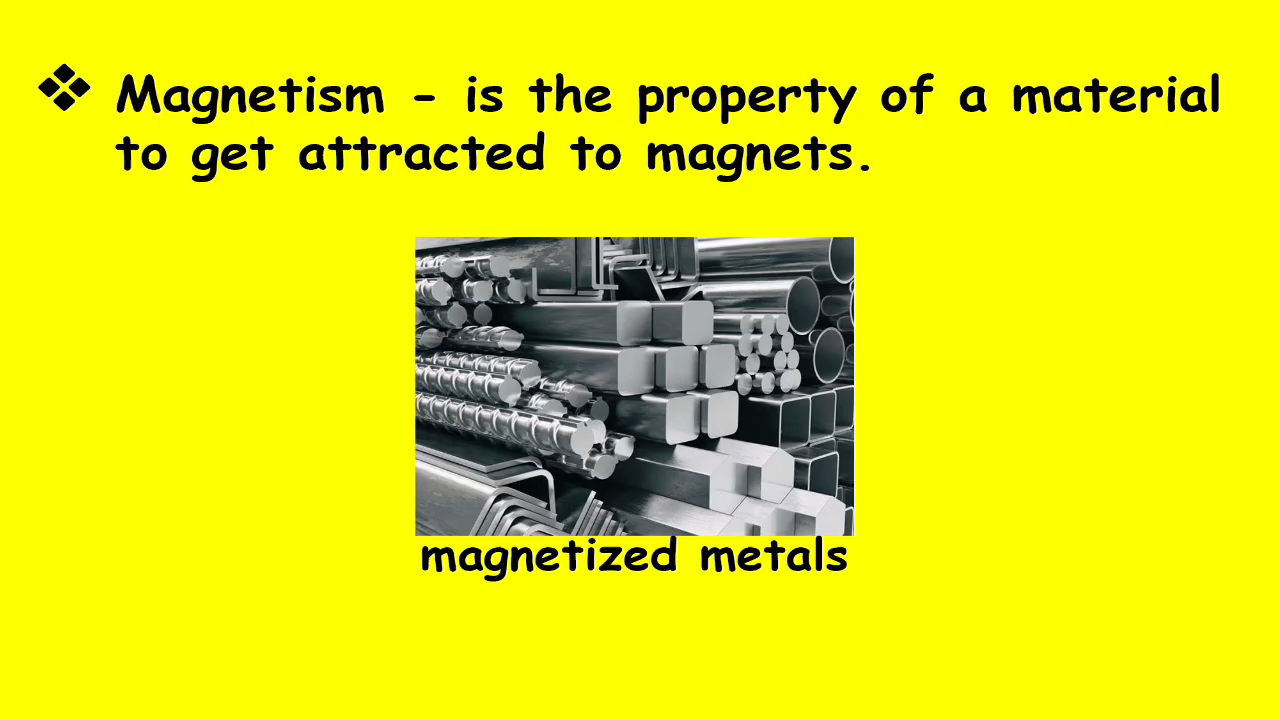 ❖ Magnetism - is the property of a material
to get attracted to magnets.
magnetized metals